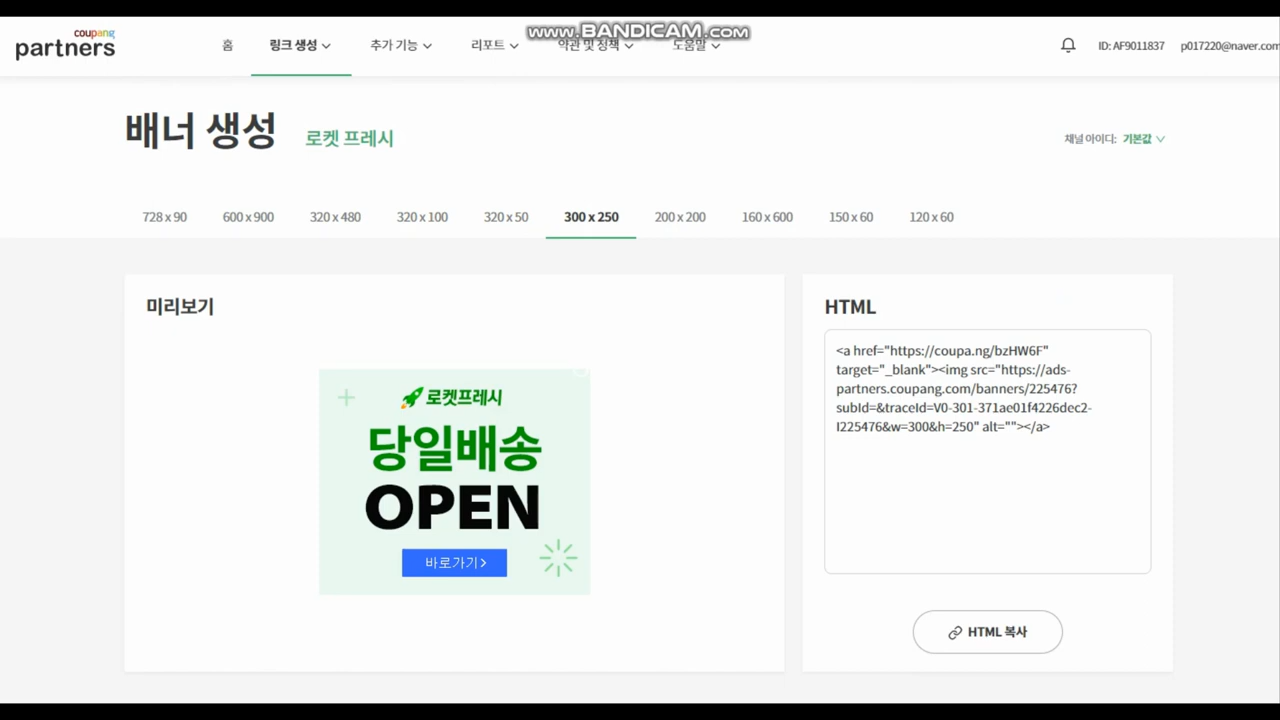 www.BANDICAM.com
coupang
partners
홈
링크 생성
추가 기능
리포트
약관 및 정책
도움말
ID: AF9011837
p017220@naver.com
배너 생성
로켓 프레시
채널 아이디: 기본값
728 x 90
600 x 900
320 x 480
320 x 100
320 x 50
300 x 250
200 x 200
160 x 600
150 x 60
120 x 60
미리보기
로켓프레시
당일배송
OPEN
바로가기>
HTML
<a href="https://coupa.ng/bzHW6F"
target="_blank"><img src="https://ads-
partners.coupang.com/banners/225476?
subId=&traceId=V0-301-371ae01f4226dec2-
I225476&w=300&h=250" alt=""></a>
HTML 복사